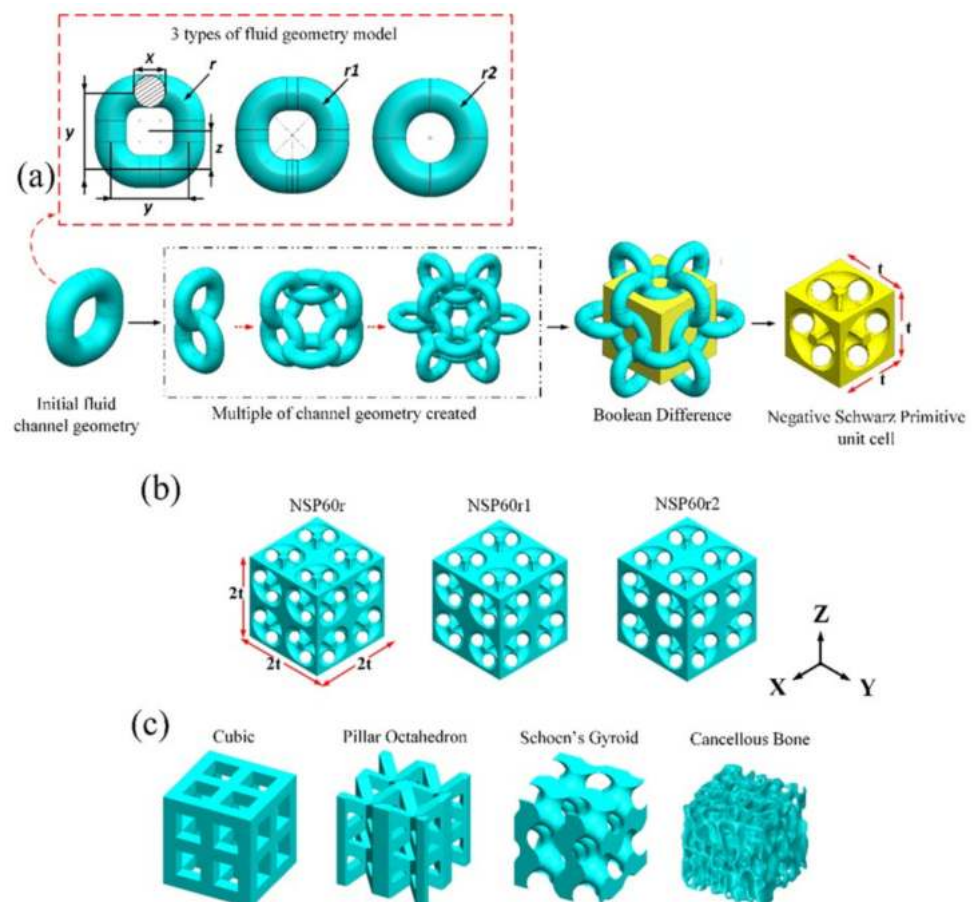 3 types of fluid geometry model
x
r
r1
r2
y
z
y
(a)
t
t
t
Initial fluid
channel geometry
Multiple of channel geometry created
Boolean Difference
Negative Schwarz Primitive
unit cell
(b)
NSP60r
NSP60r1
NSP60r2
2t
2t
2t
Z
X
Y
(c)
Cubic
Pillar Octahedron
Schoen's Gyroid
Cancellous Bone